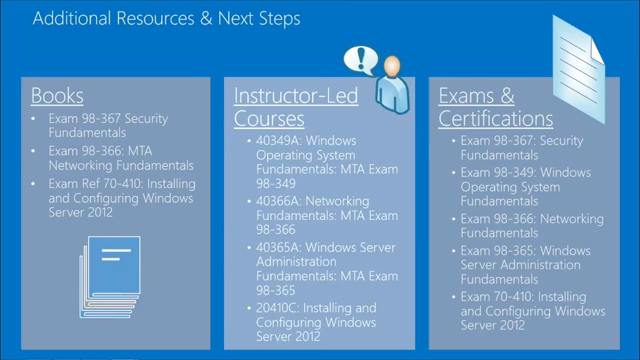 Additional Resources & Next Steps
Books
• Exam 98-367 Security
Fundamentals
• Exam 98-366: MTA
Networking Fundamentals
• Exam Ref 70-410: Installing
and Configuring Windows
Server 2012
Instructor-Led
Courses
• 40349A: Windows
Operating System
Fundamentals: MTA Exam
98-349
• 40366A: Networking
Fundamentals: MTA Exam
98-366
• 40365A: Windows Server
Administration
Fundamentals: MTA Exam
98-365
• 20410C: Installing and
Configuring Windows
Server 2012
Exams &
Certifications
• Exam 98-367: Security
Fundamentals
• Exam 98-349: Windows
Operating System
Fundamentals
• Exam 98-366: Networking
Fundamentals
• Exam 98-365: Windows
Server Administration
Fundamentals
• Exam 70-410: Installing
and Configuring Windows
Server 2012